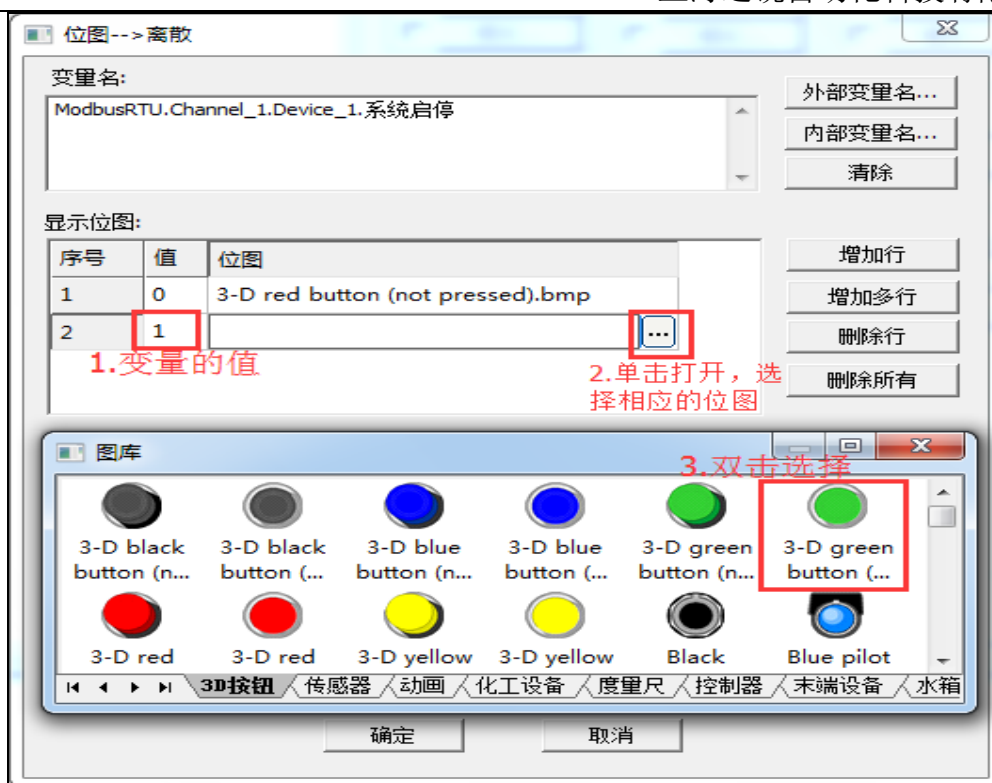 位图-->离散
变量名:
ModbusRTU.Channel_1.Device_1.系统启停
外部变量名...
内部变量名...
清除
显示位图:
序号 值 位图
1 0 3-D red button (not pressed).bmp
2 1 ...
1.变量的值
2.单击打开，选
择相应的位图
增加行
增加多行
删除行
删除所有
图库
3.双击选择
3-D black 3-D black 3-D blue 3-D blue 3-D green 3-D green
button (n... button (... button (n... button (... button (n... button (...
3-D red 3-D red 3-D yellow 3-D yellow Black Blue pilot
3D按钮 传感器 动画 化工设备 度量尺 控制器 末端设备 水箱
确定 取消